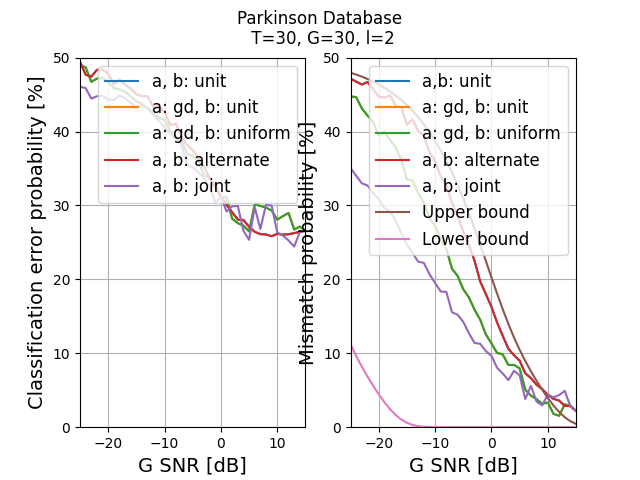 Parkinson Database
T=30, G=30, l=2
Classification error probability [%]
50
40
30
20
10
0
−20
−10
0
10
G SNR [dB]
a, b: unit
a: gd, b: unit
a: gd, b: uniform
a, b: alternate
a, b: joint
Mismatch probability [%]
50
40
30
20
10
0
−20
−10
0
10
G SNR [dB]
a,b: unit
a: gd, b: unit
a: gd, b: uniform
a, b: alternate
a, b: joint
Upper bound
Lower bound